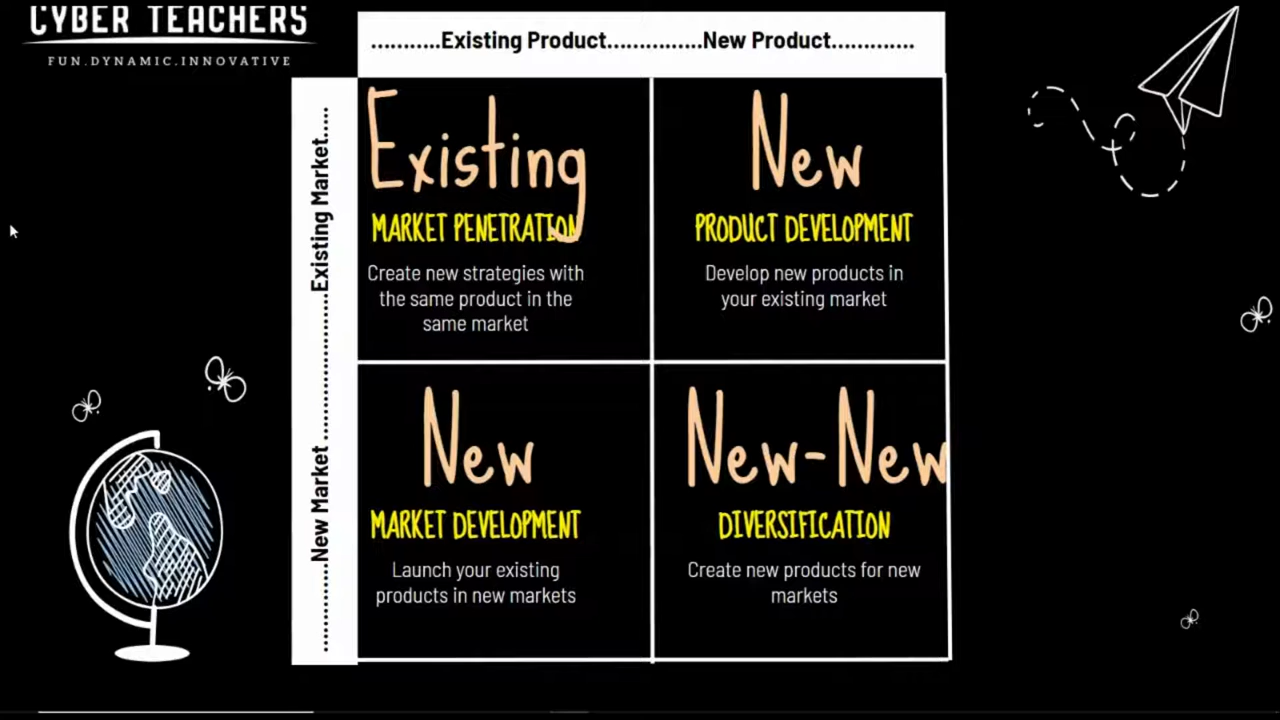 CYBER TEACHERS
FUN.DYNAMIC.INNOVATIVE
...........Existing Product...............New Product.............
...........New Market .......................Existing Market.....
Existing
MARKET PENETRATION
Create new strategies with
the same product in the
same market
New
PRODUCT DEVELOPMENT
Develop new products in
your existing market
New
MARKET DEVELOPMENT
Launch your existing
products in new markets
New-New
DIVERSIFICATION
Create new products for new
markets